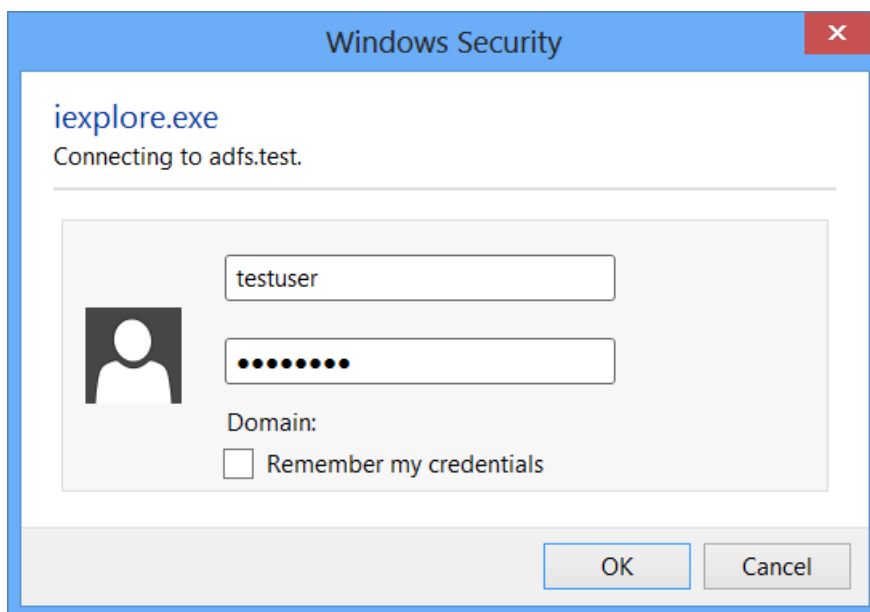 Windows Security
iexplore.exe
Connecting to adfs.test.
testuser
●●●●●●●●
Domain:
Remember my credentials
OK
Cancel